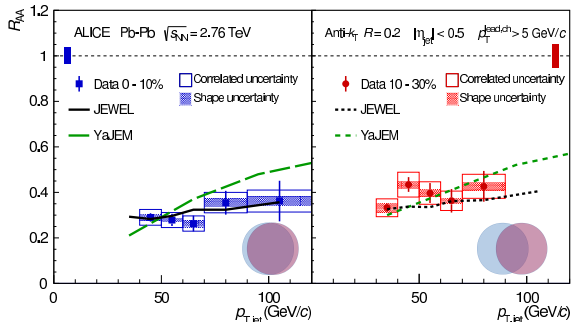 R_AA
1.2
1
0.8
0.6
0.4
0.2
0
ALICE Pb-Pb √s_NN = 2.76 TeV
Data 0 - 10%
Correlated uncertainty
Shape uncertainty
JEWEL
YaJEM
50
100
p_T,jet (GeV/c)
Anti-k_T R = 0.2 |η_jet| < 0.5 p_T^lead,ch > 5 GeV/c
Data 10 - 30%
Correlated uncertainty
Shape uncertainty
JEWEL
YaJEM
50
100
p_T,jet (GeV/c)